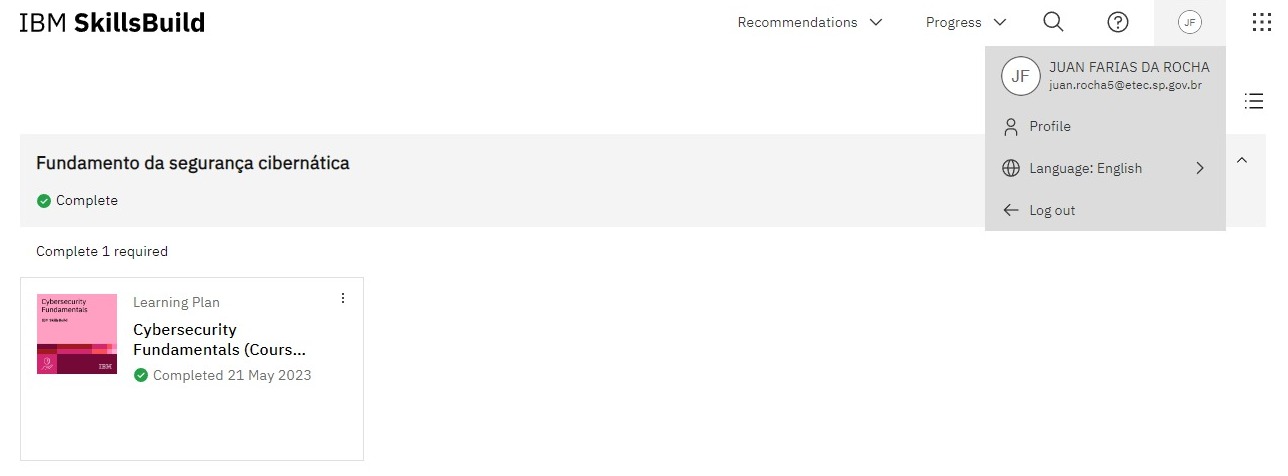 IBM SkillsBuild
Recommendations
Progress
JF
JF
JUAN FARIAS DA ROCHA
juan.rocha5@etec.sp.gov.br
Profile
Language: English
Log out
Fundamento da segurança cibernática
Complete
Complete 1 required
Cybersecurity
Fundamentals
IBM SkillsBuild
IBM
Learning Plan
Cybersecurity
Fundamentals (Cours...
Completed 21 May 2023